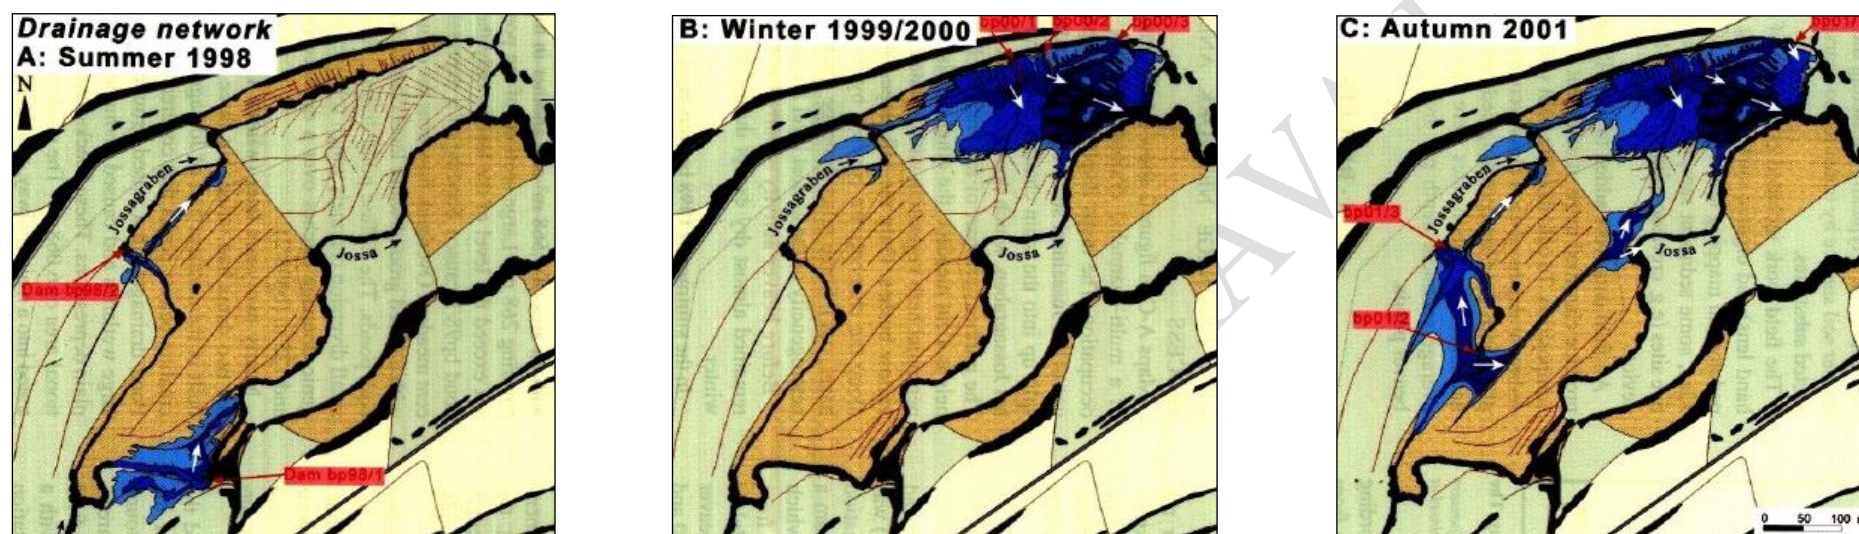 Drainage network
A: Summer 1998
N
Jossagraben
Jossa
Dam bp98/2
Dam bp98/1
B: Winter 1999/2000
bp00/1
bp00/2
bp00/3
Jossagraben
Jossa
C: Autumn 2001
bp01/
bp01/3
Jossagraben
Jossa
bp01/2
0 50 100